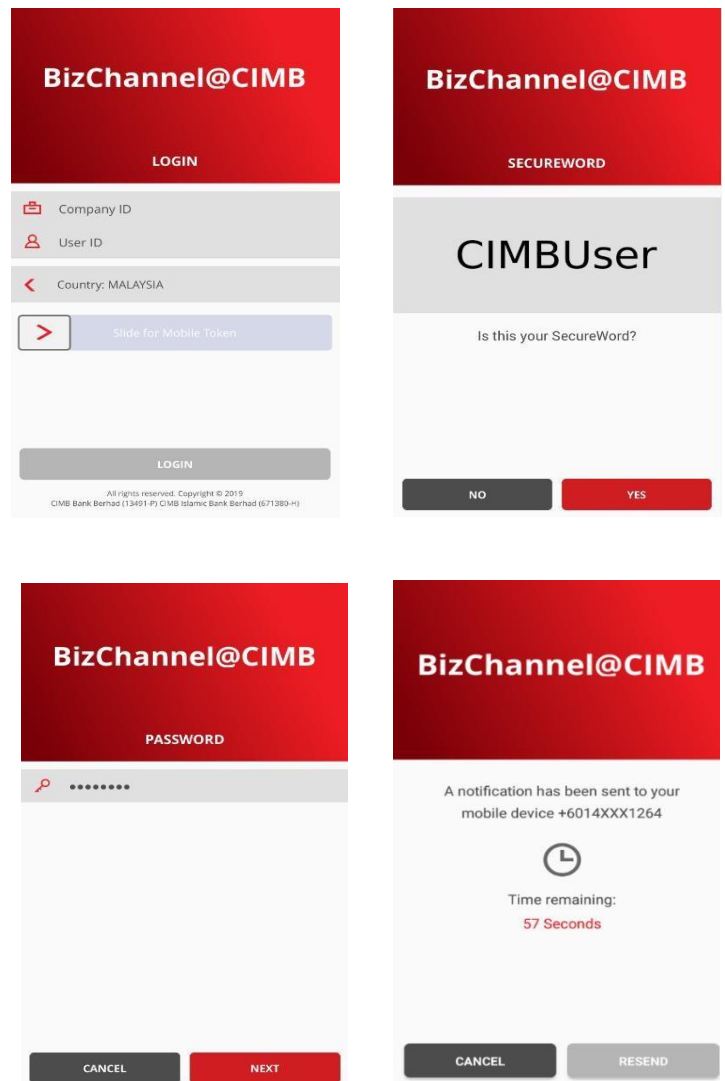 BizChannel@CIMB
LOGIN
Company ID
User ID
Country: MALAYSIA
Slide for Mobile Token
LOGIN
All rights reserved. Copyright © 2019
CIMB Bank Berhad (13491-P) CIMB Islamic Bank Berhad (671380-H)
BizChannel@CIMB
SECUREWORD
CIMBUser
Is this your SecureWord?
NO
YES
BizChannel@CIMB
PASSWORD
••••••••
CANCEL
NEXT
BizChannel@CIMB
A notification has been sent to your
mobile device +6014XXX1264
Time remaining:
57 Seconds
CANCEL
RESEND